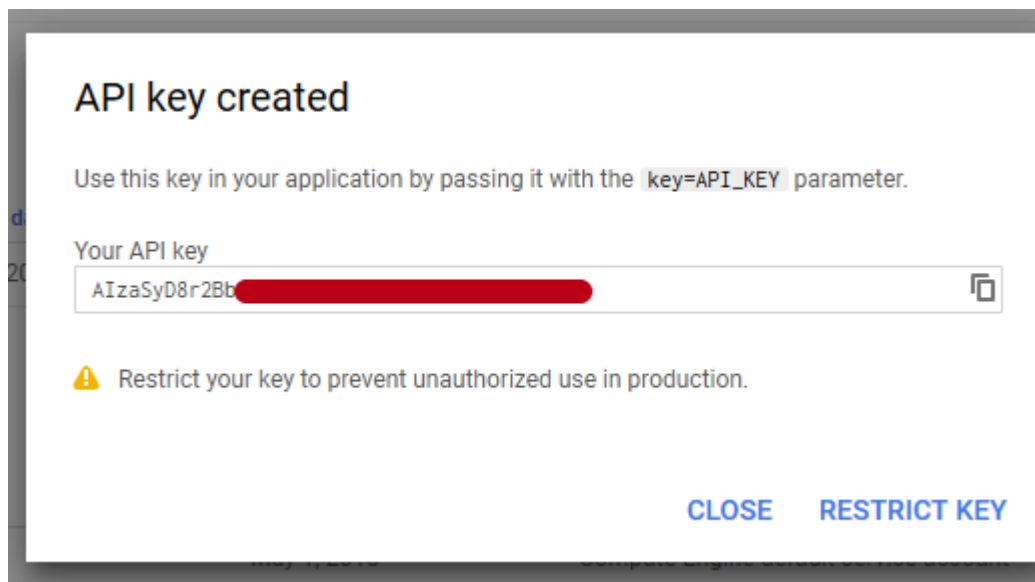 API key created
Use this key in your application by passing it with the key=API_KEY parameter.
Your API key
AIzaSyD8r2Bb
Restrict your key to prevent unauthorized use in production.
CLOSE RESTRICT KEY